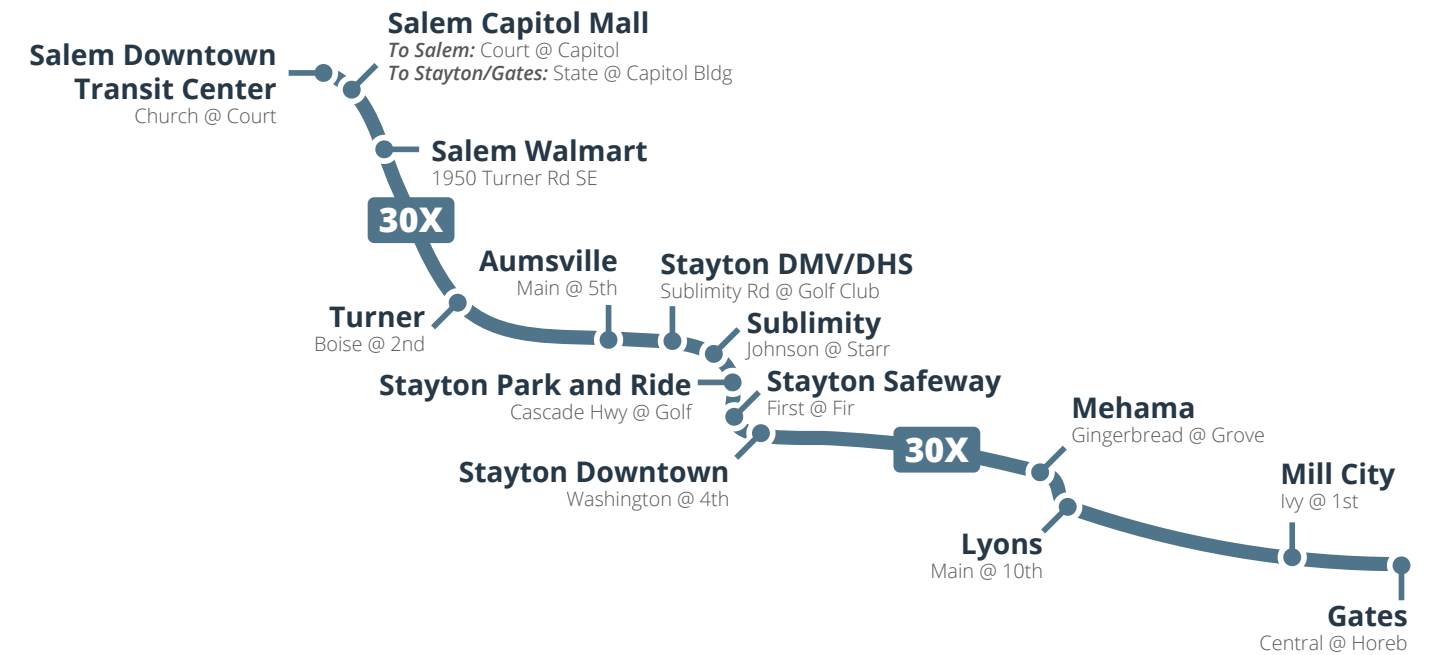 Salem Downtown
Transit Center
Church @ Court
Salem Capitol Mall
To Salem: Court @ Capitol
To Stayton/Gates: State @ Capitol Bldg
Salem Walmart
1950 Turner Rd SE
30X
Turner
Boise @ 2nd
Aumsville
Main @ 5th
Stayton DMV/DHS
Sublimity Rd @ Golf Club
Sublimity
Johnson @ Starr
Stayton Park and Ride
Cascade Hwy @ Golf
Stayton Safeway
First @ Fir
Stayton Downtown
Washington @ 4th
30X
Mehama
Gingerbread @ Grove
Lyons
Main @ 10th
Mill City
Ivy @ 1st
Gates
Central @ Horeb